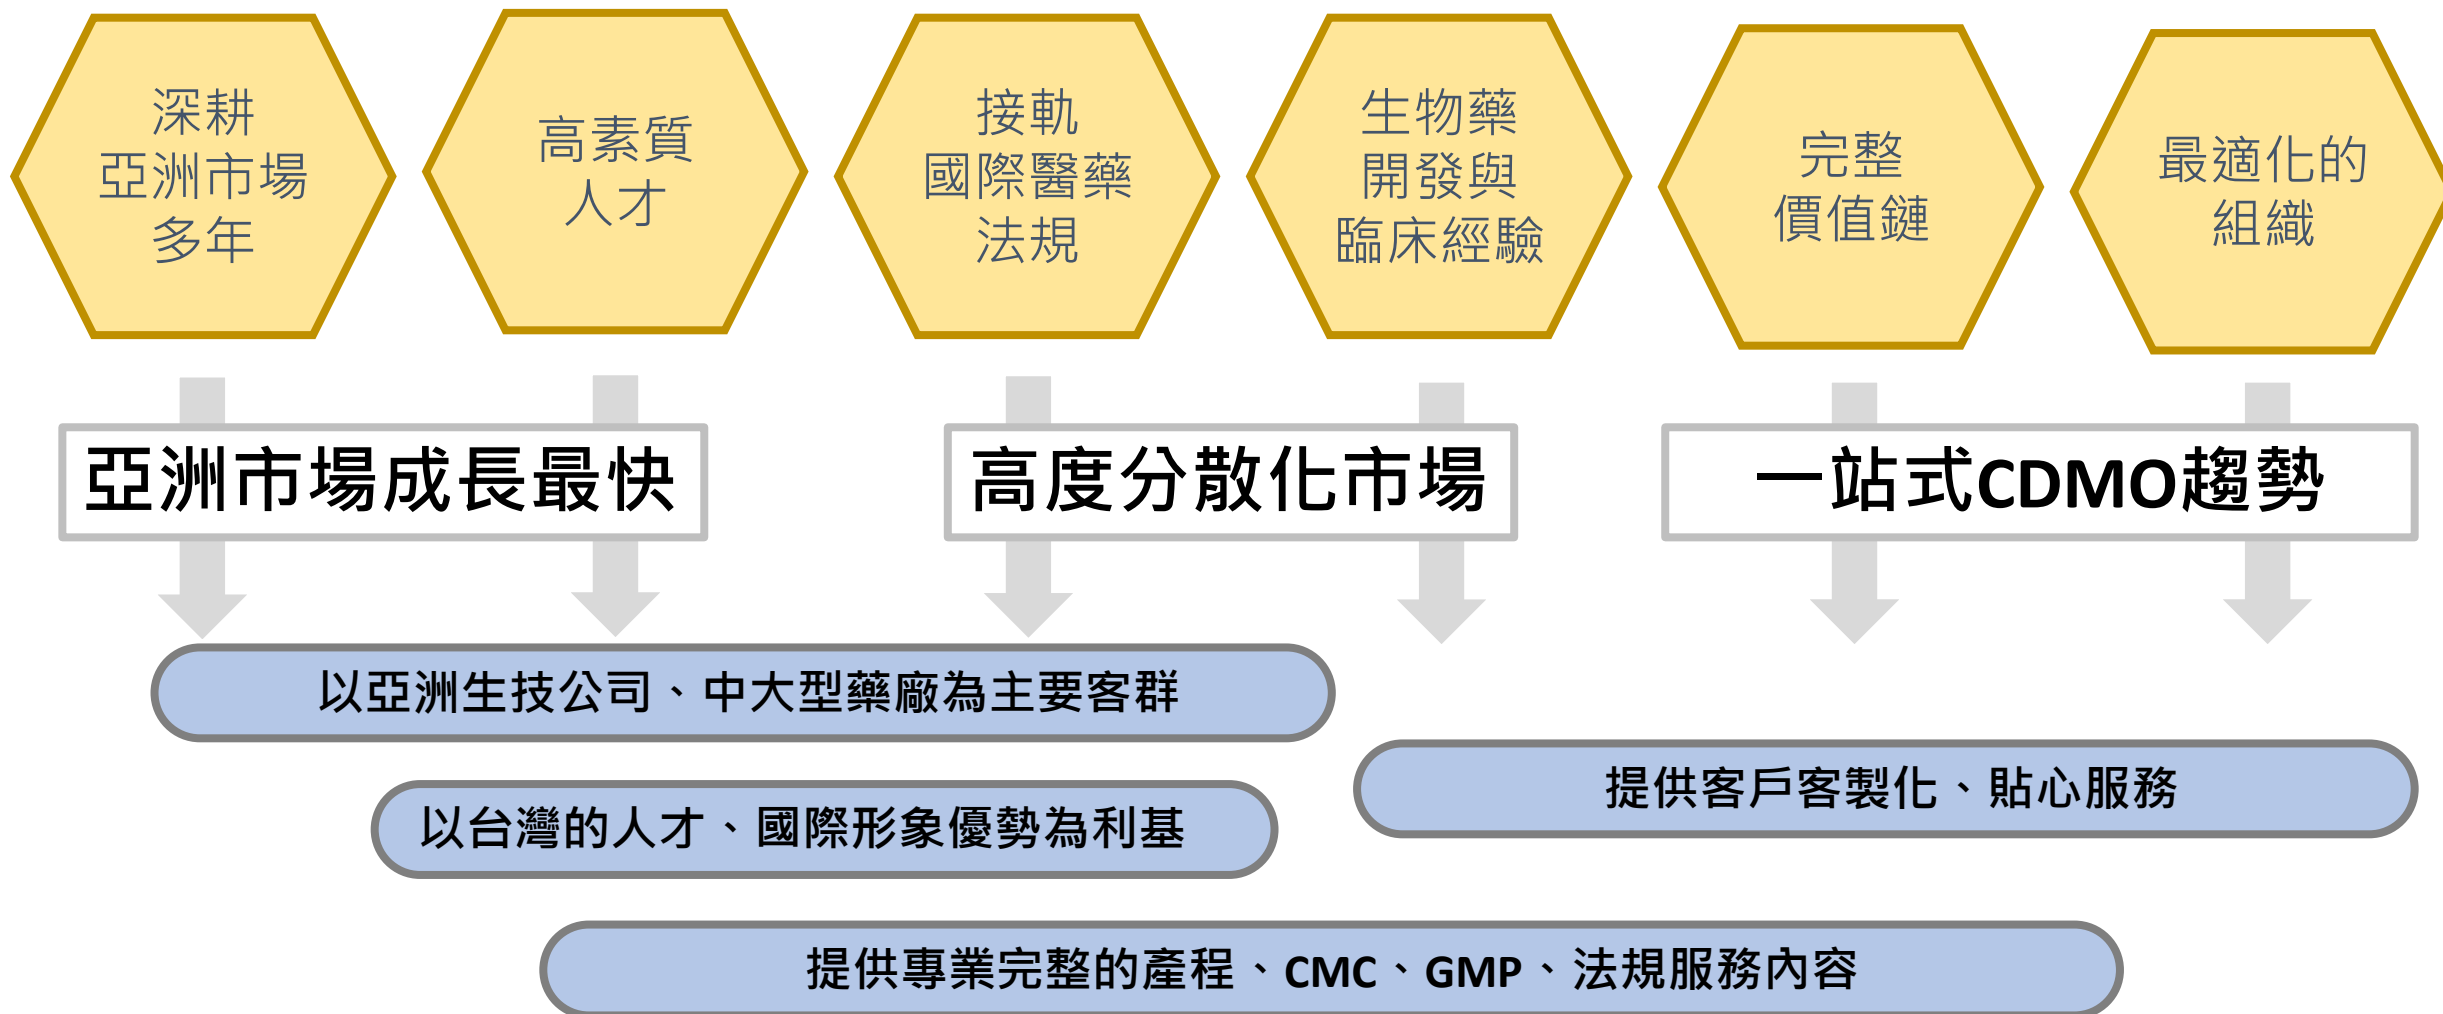 深耕
亞洲市場
多年
高素質
人才
接軌
國際醫藥
法規
生物藥
開發與
臨床經驗
完整
價值鏈
最適化的
組織
亞洲市場成長最快
高度分散化市場
一站式CDMO趨勢
以亞洲生技公司、中大型藥廠為主要客群
提供客戶客製化、貼心服務
以台灣的人才、國際形象優勢為利基
提供專業完整的產程、CMC、GMP、法規服務內容